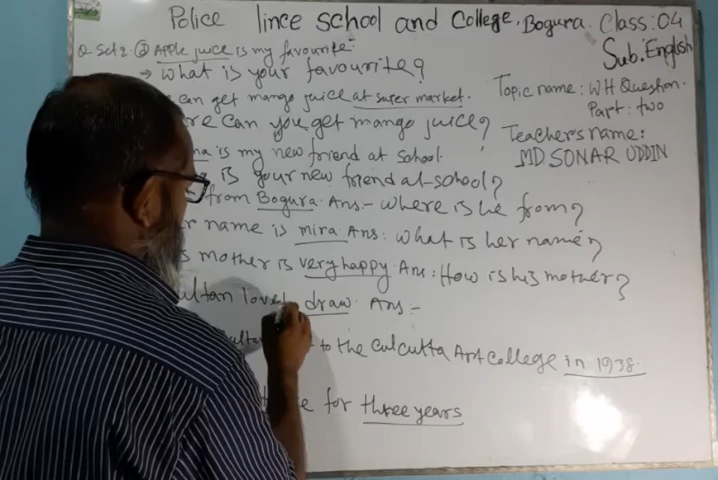 Police lince school and College, Bogura. Class: 04
Sub. English
Q. Set 2. Apple juice is my favourite.
→ What is your favourite?
Topic name: WH Question.
Part: two
can get mango juice at super market.
re can you get mango juice?
Teachers name:
MD SONAR UDDIN
na is my new friend at school.
is your new friend at school?
from Bogura. Ans:- Where is he from?
r name is mira. Ans: What is her name?
s mother is very happy. Ans: How is his mother?
ultan love draw. Ans:-
to the Culcutta Art College in 1938.
e for three years